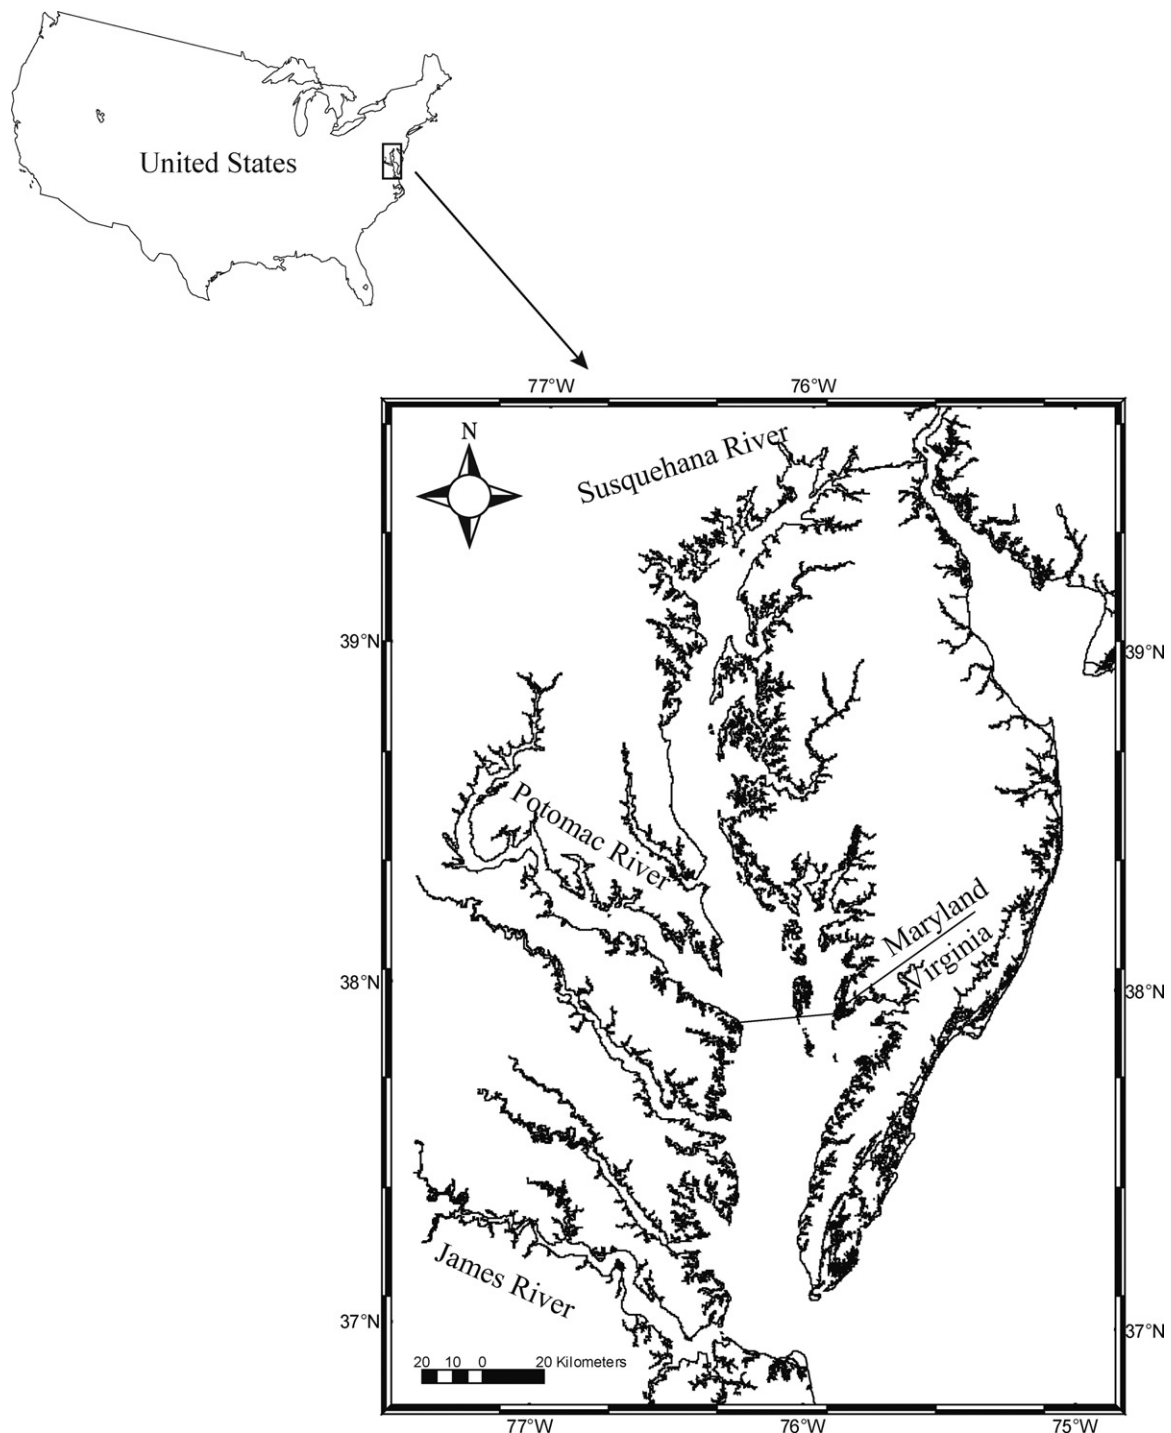 United States
77°W
76°W
N
Susquehana River
39°N
39°N
Potomac River
Maryland
Virginia
38°N
38°N
James River
37°N
37°N
20 10 0 20 Kilometers
77°W
76°W
75°W